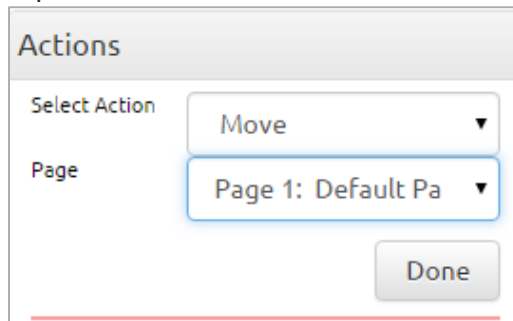 Actions
Select Action
Move
Page
Page 1: Default Pa
Done